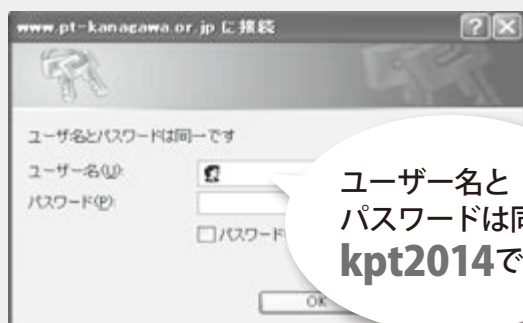 www.pt-kanagawa.or.jp に接続
ユーザ名とパスワードは同一です
ユーザー名(U):
パスワード(P):
パスワード
OK
ユーザー名と
パスワードは同
kpt2014で